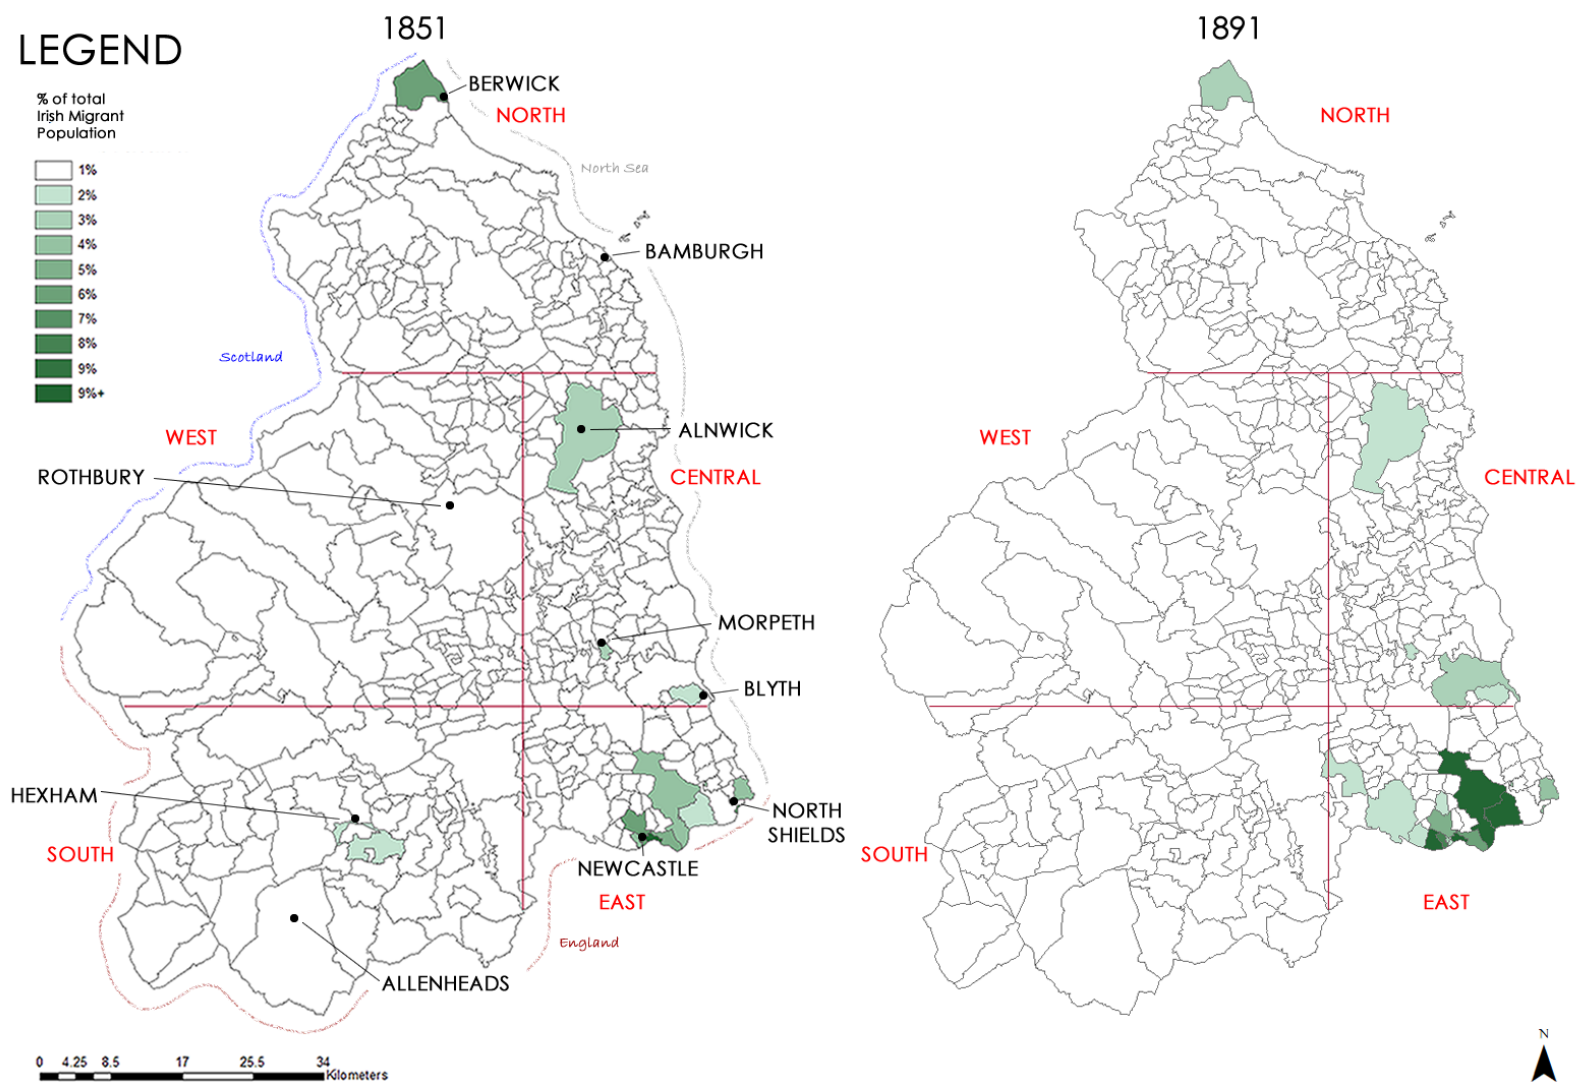 1851
1891
LEGEND
% of total
Irish Migrant
Population
1%
2%
3%
4%
5%
6%
7%
8%
9%
9%+
BERWICK
NORTH
North Sea
BAMBURGH
Scotland
WEST
ALNWICK
ROTHBURY
CENTRAL
MORPETH
BLYTH
HEXHAM
NORTH
SHIELDS
SOUTH
NEWCASTLE
EAST
England
ALLENHEADS
NORTH
WEST
CENTRAL
SOUTH
EAST
0 4.25 8.5 17 25.5 34
Kilometers
N